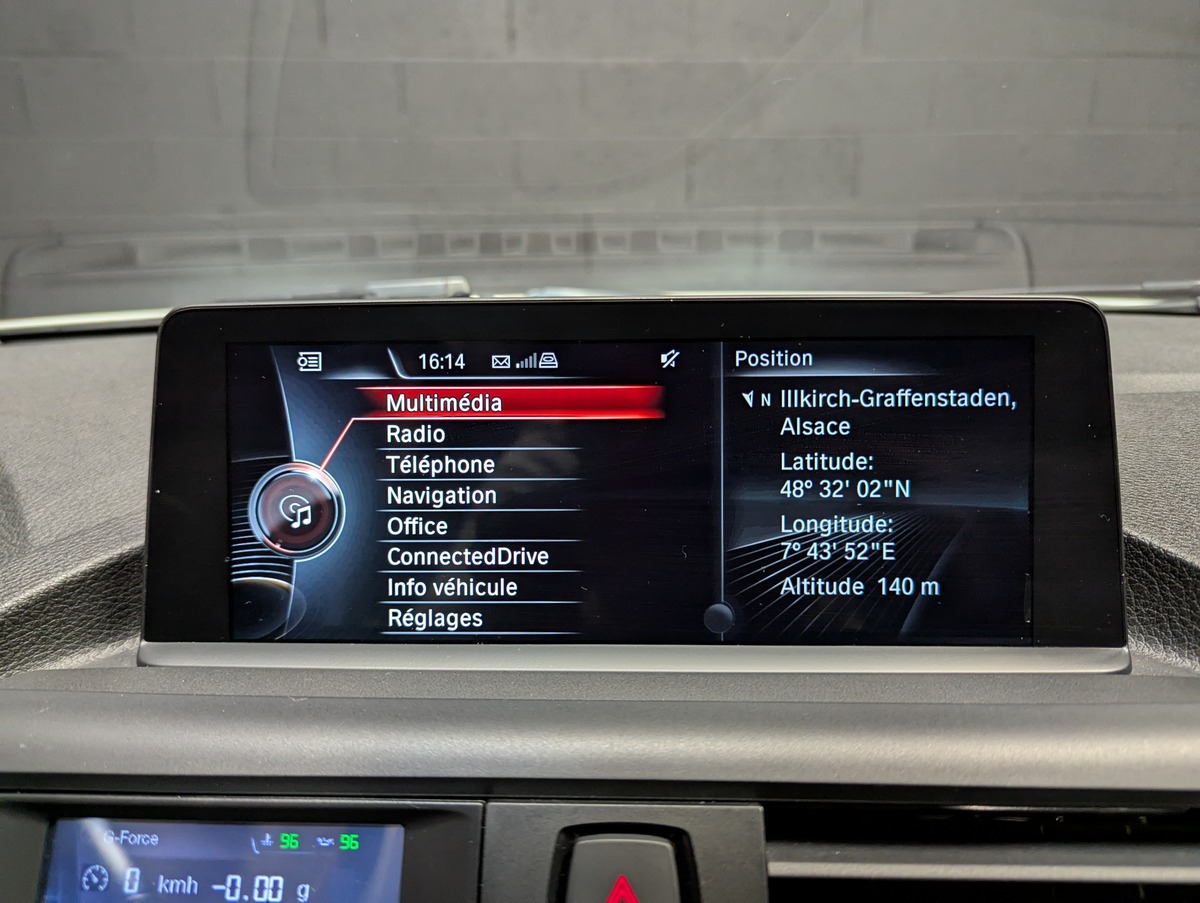 16:14
Multimédia
Radio
Téléphone
Navigation
Office
ConnectedDrive
Info véhicule
Réglages
Position
N Illkirch-Graffenstaden,
Alsace
Latitude:
48° 32' 02"N
Longitude:
7° 43' 52"E
Altitude 140 m
G-Force 96 96
0 kmh -0.00 g